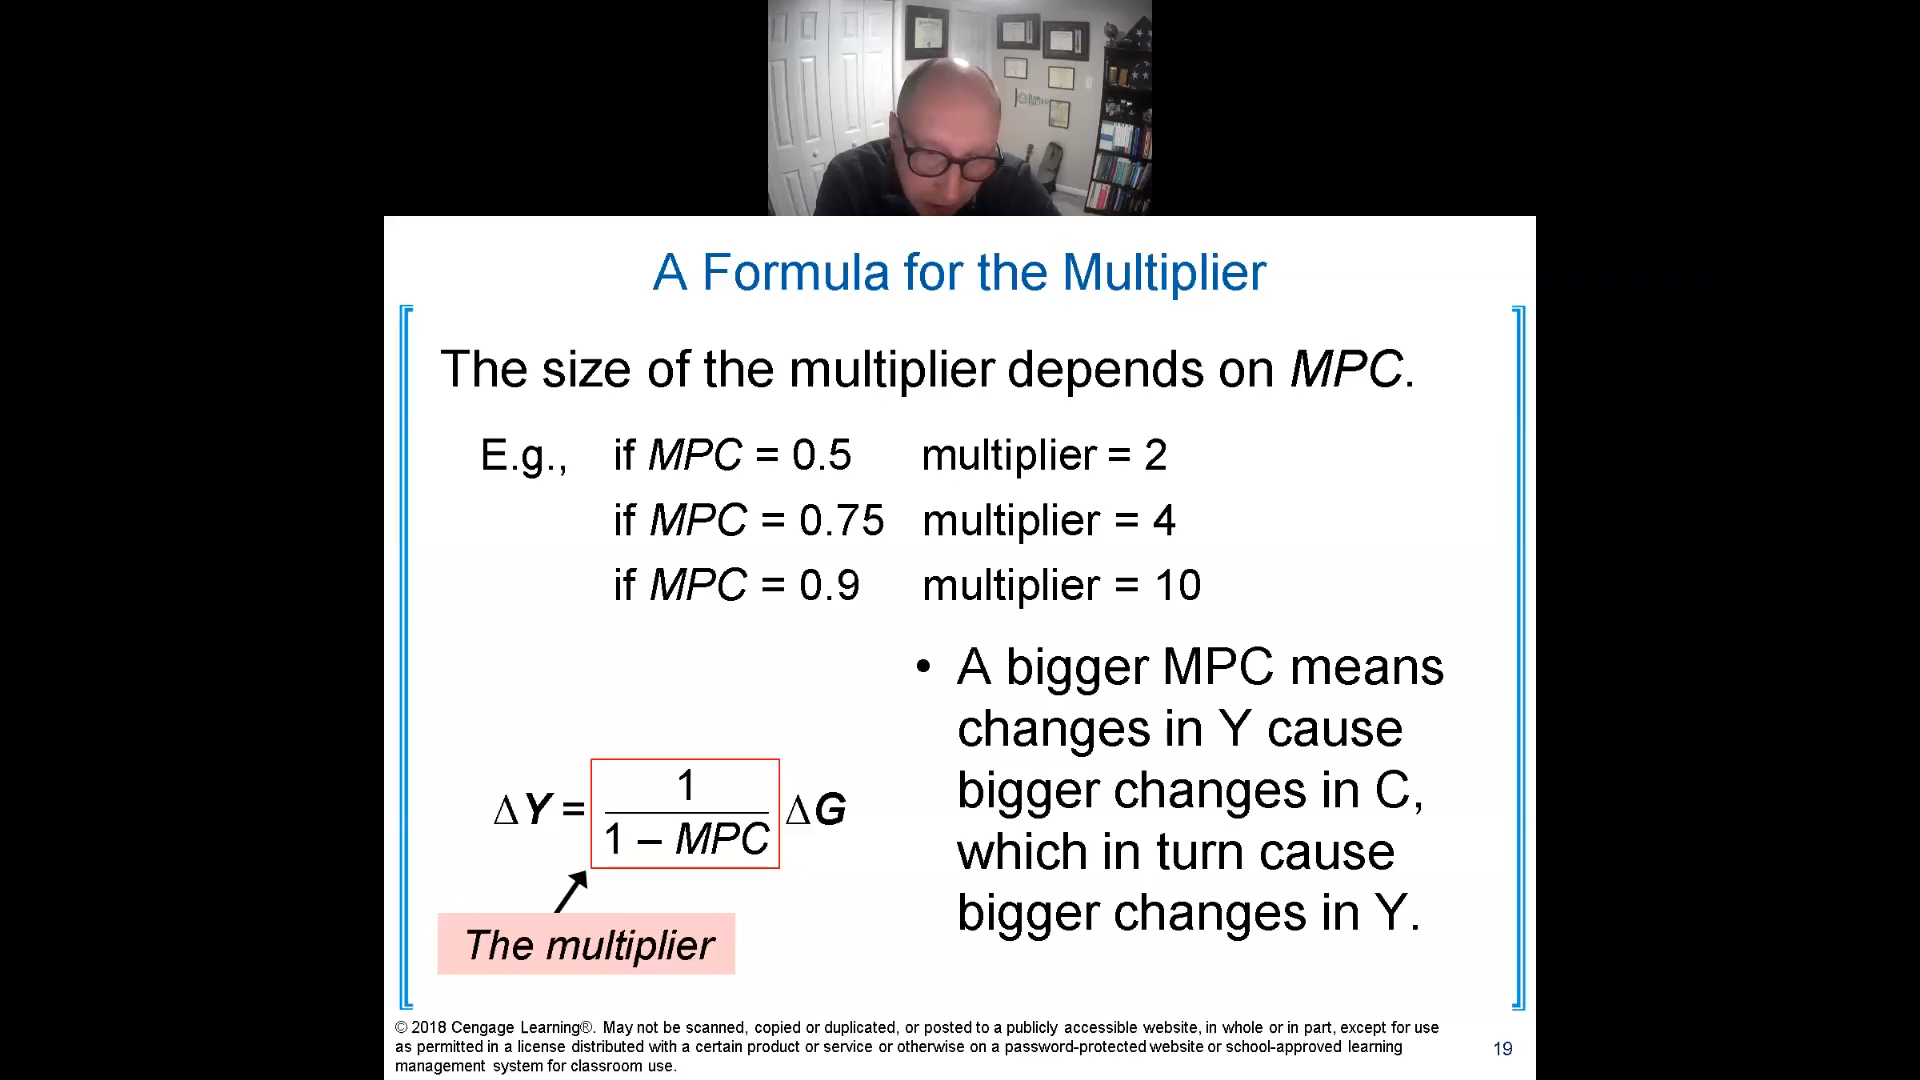 A Formula for the Multiplier
The size of the multiplier depends on MPC.
E.g., if MPC = 0.5 multiplier = 2
if MPC = 0.75 multiplier = 4
if MPC = 0.9 multiplier = 10
• A bigger MPC means
changes in Y cause
bigger changes in C,
which in turn cause
bigger changes in Y.
ΔY = 1 / (1 – MPC) ΔG
The multiplier
© 2018 Cengage Learning®. May not be scanned, copied or duplicated, or posted to a publicly accessible website, in whole or in part, except for use
as permitted in a license distributed with a certain product or service or otherwise on a password-protected website or school-approved learning
management system for classroom use.
19